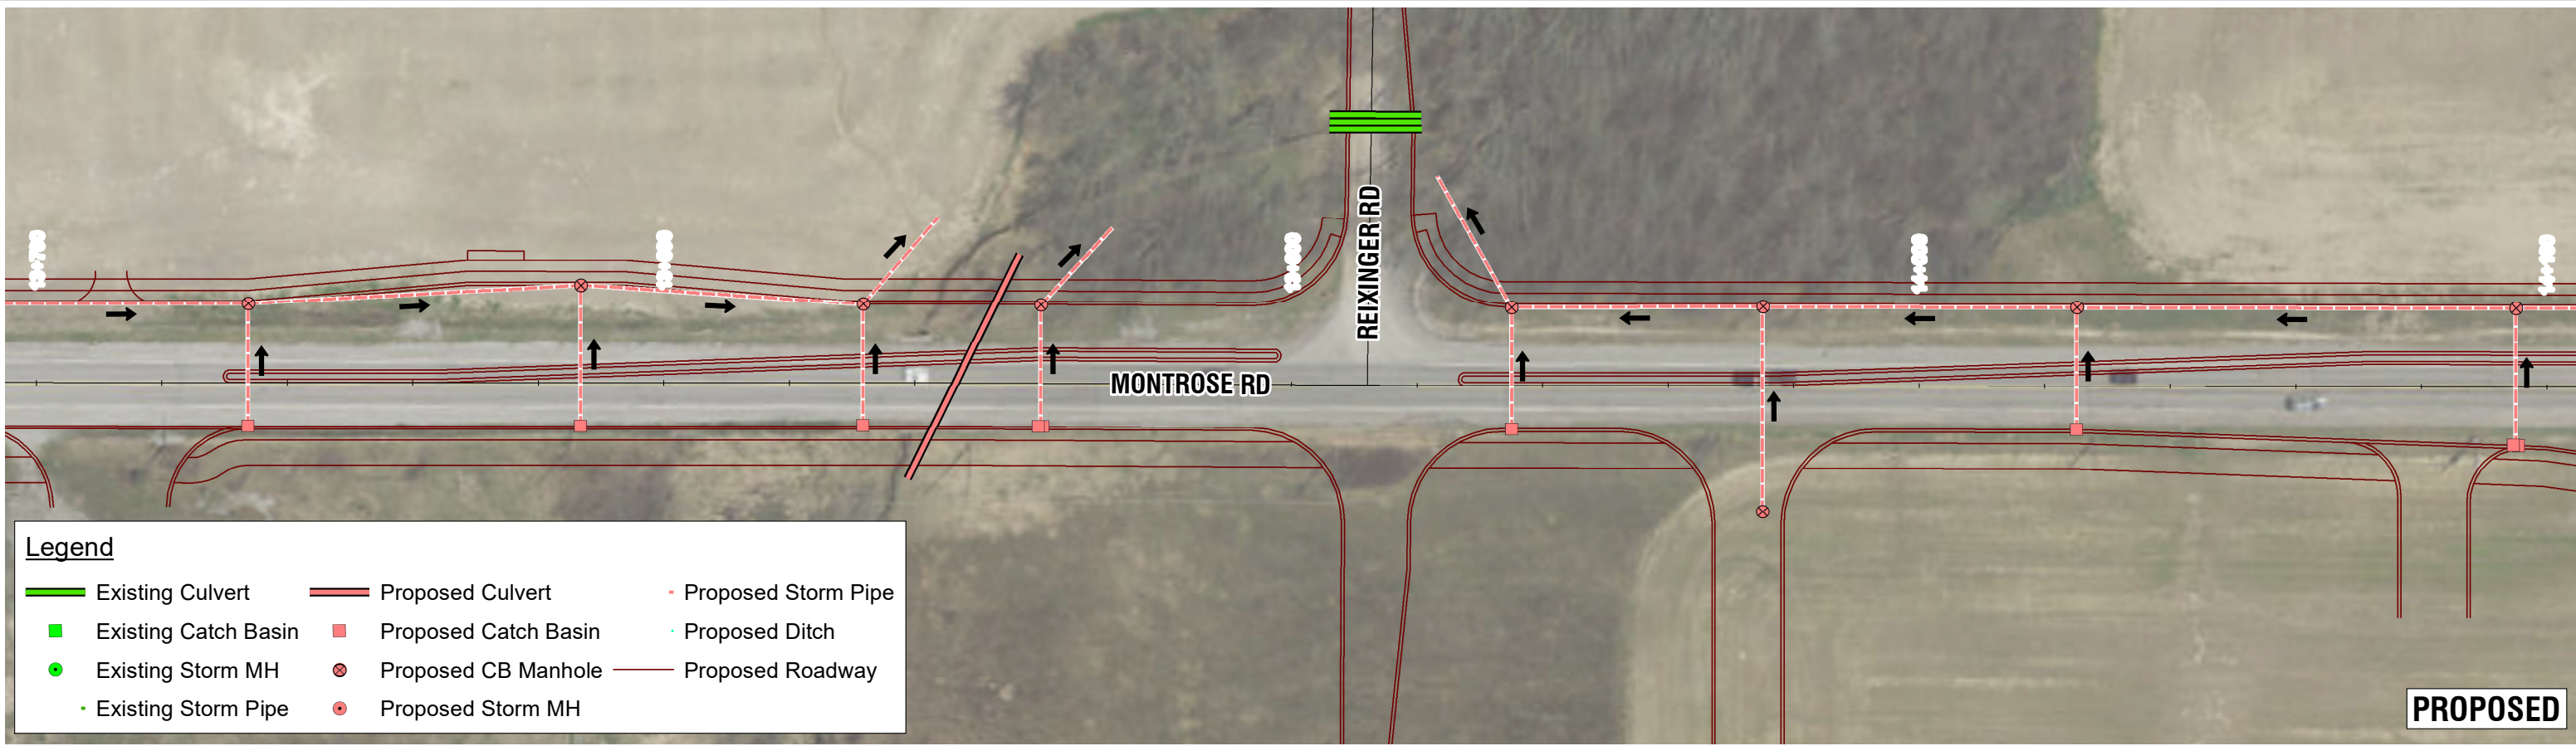 REIXINGER RD
MONTROSE RD
Legend
Existing Culvert
Proposed Culvert
Proposed Storm Pipe
Existing Catch Basin
Proposed Catch Basin
Proposed Ditch
Existing Storm MH
Proposed CB Manhole
Proposed Roadway
Existing Storm Pipe
Proposed Storm MH
PROPOSED